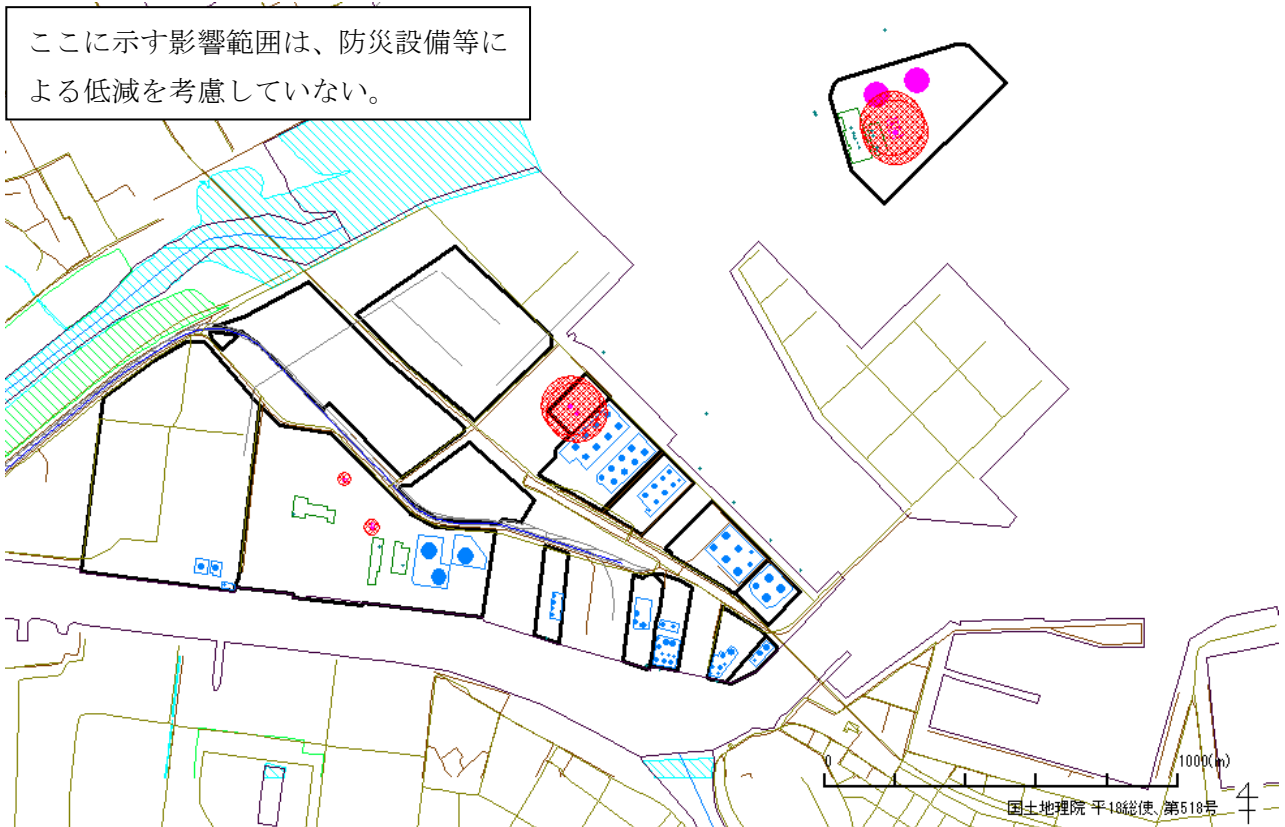 ここに示す影響範囲は、防災設備等に
よる低減を考慮していない。
0 1000(m)
国土地理院 平18総使、第518号